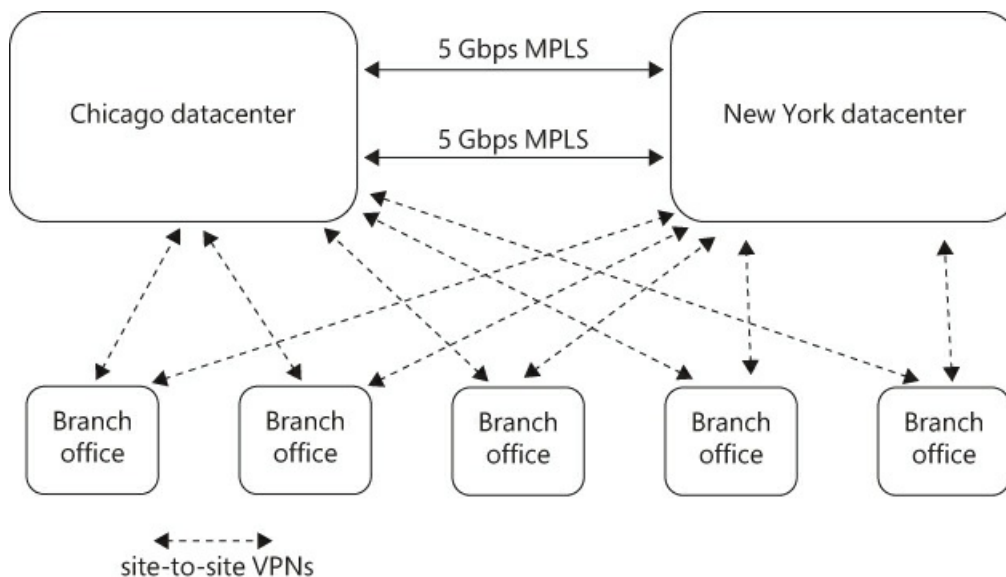 5 Gbps MPLS
Chicago datacenter
New York datacenter
5 Gbps MPLS
Branch
office
Branch
office
Branch
office
Branch
office
Branch
office
site-to-site VPNs